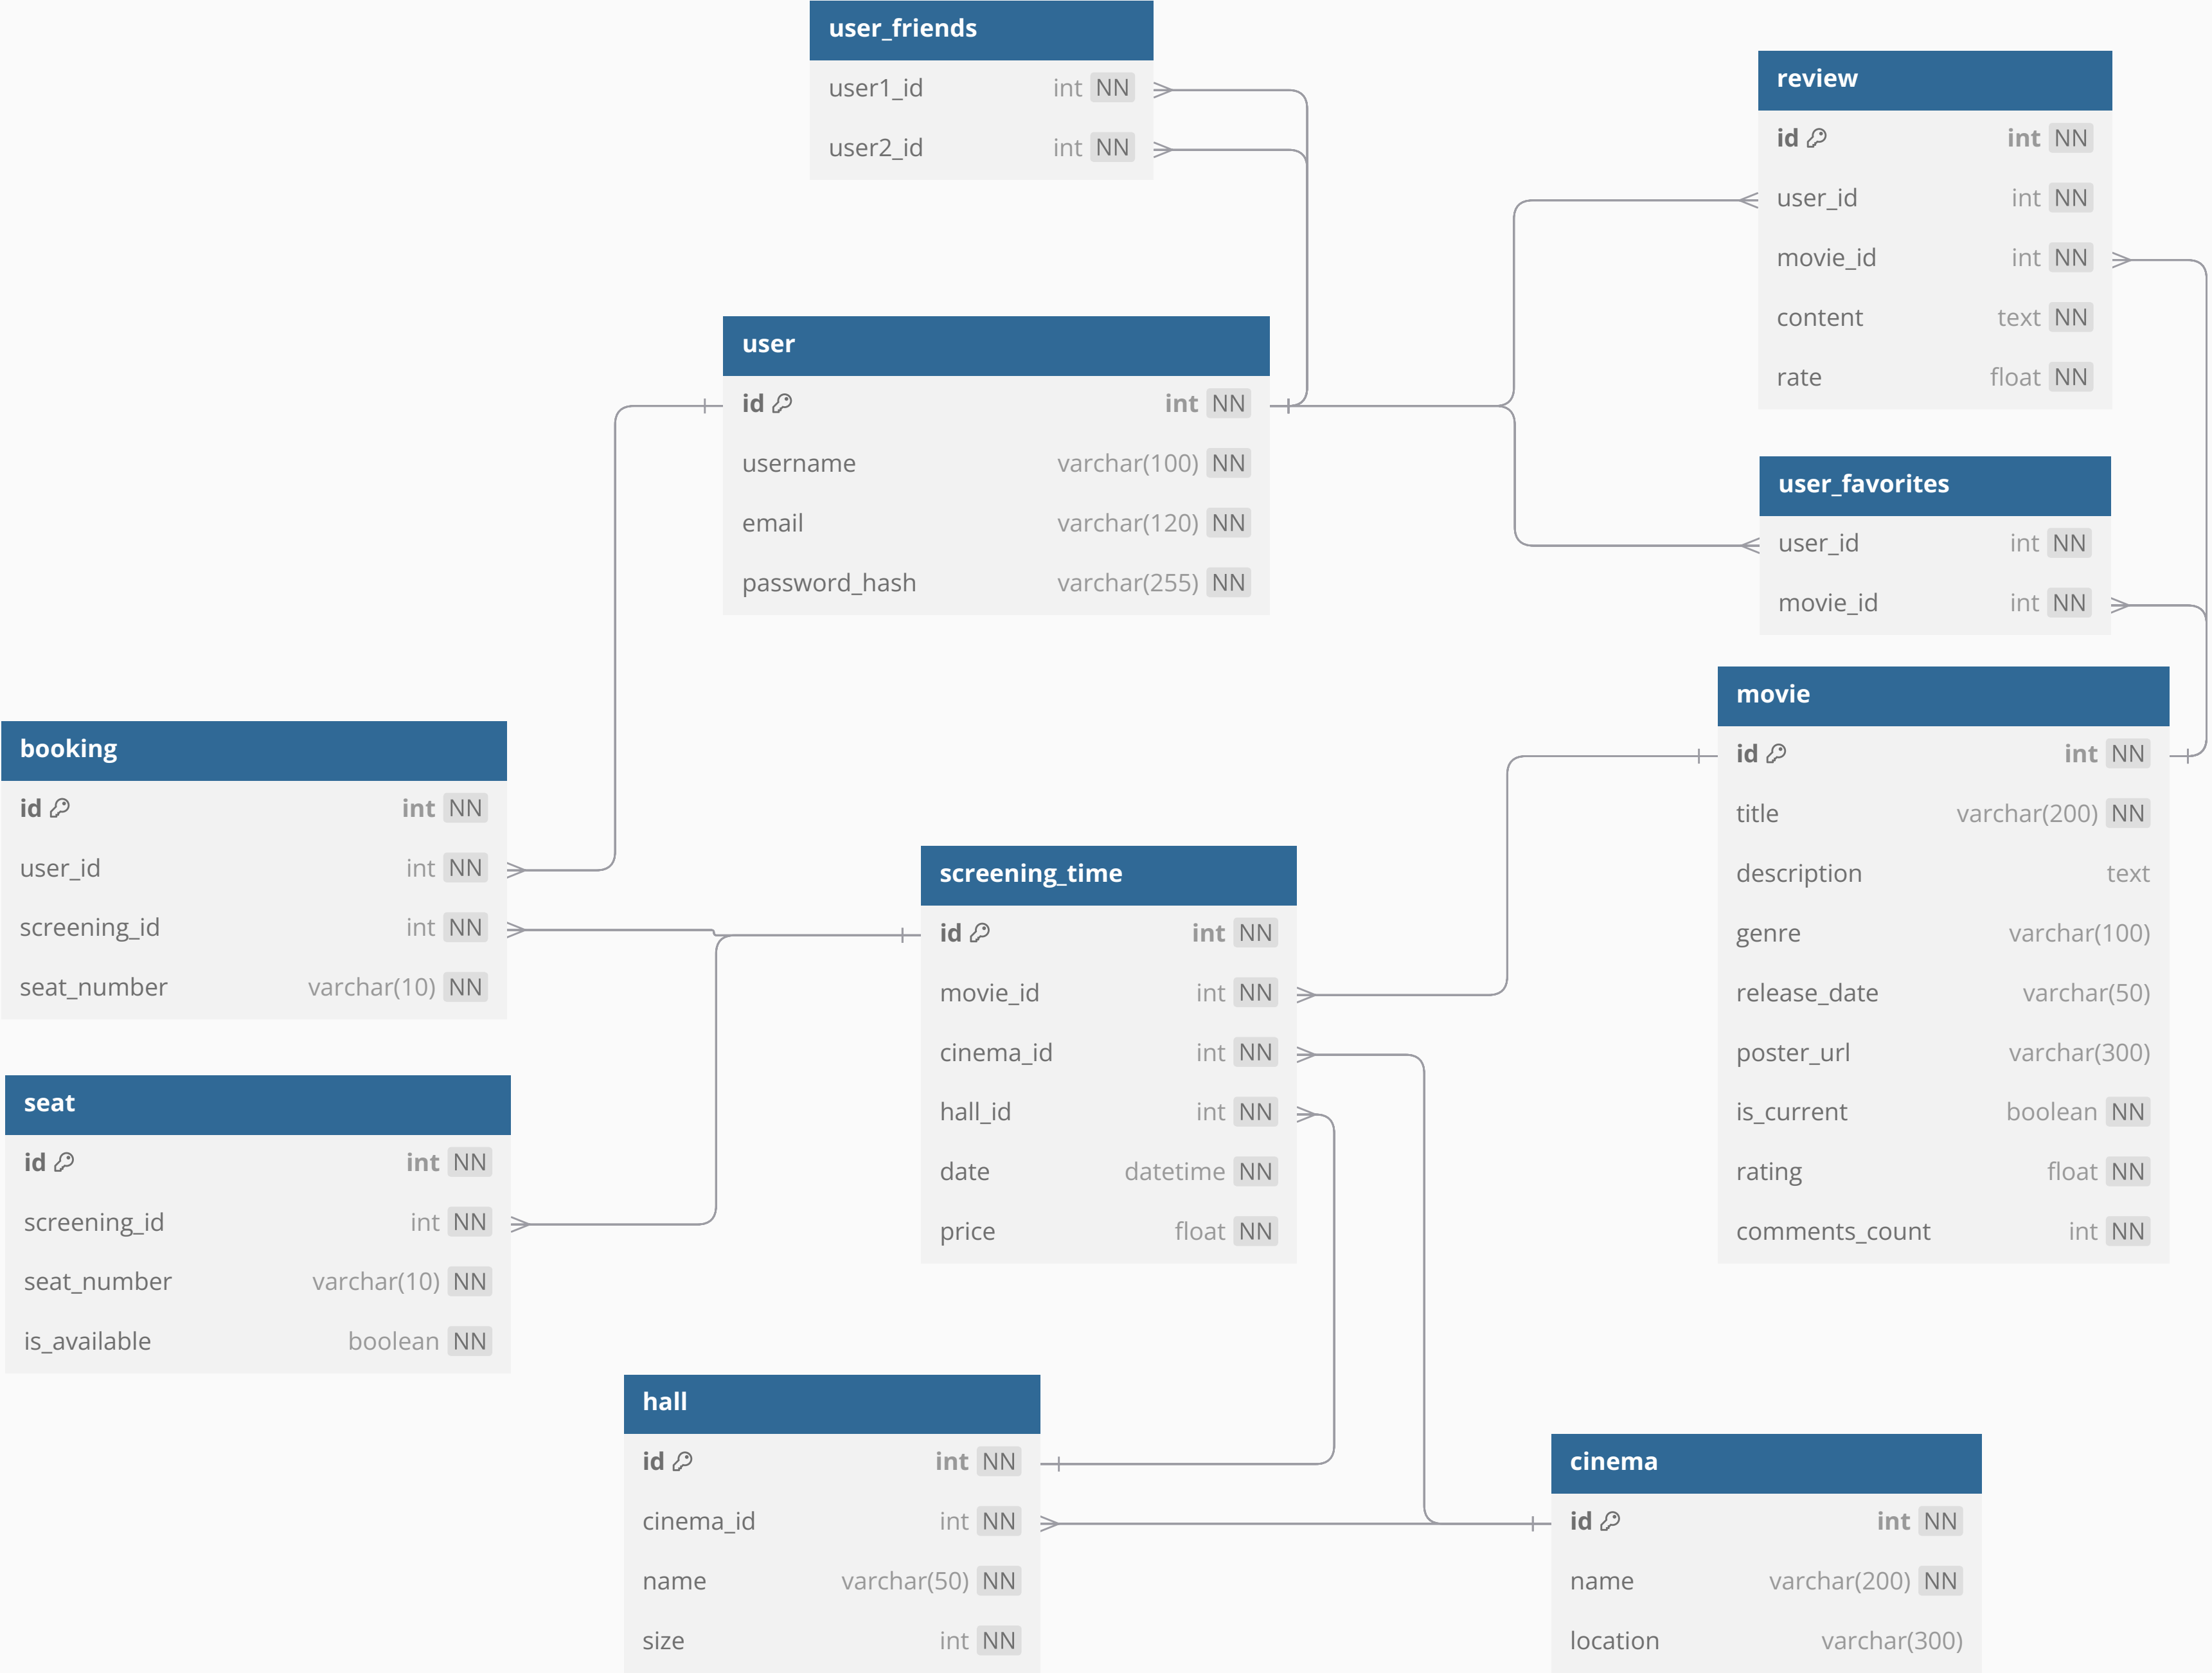 user_friends
user1_id int NN
user2_id int NN
review
id int NN
user_id int NN
movie_id int NN
content text NN
rate float NN
user
id int NN
username varchar(100) NN
email varchar(120) NN
password_hash varchar(255) NN
user_favorites
user_id int NN
movie_id int NN
movie
id int NN
title varchar(200) NN
description text
genre varchar(100)
release_date varchar(50)
poster_url varchar(300)
is_current boolean NN
rating float NN
comments_count int NN
booking
id int NN
user_id int NN
screening_id int NN
seat_number varchar(10) NN
screening_time
id int NN
movie_id int NN
cinema_id int NN
hall_id int NN
date datetime NN
price float NN
seat
id int NN
screening_id int NN
seat_number varchar(10) NN
is_available boolean NN
hall
id int NN
cinema_id int NN
name varchar(50) NN
size int NN
cinema
id int NN
name varchar(200) NN
location varchar(300)